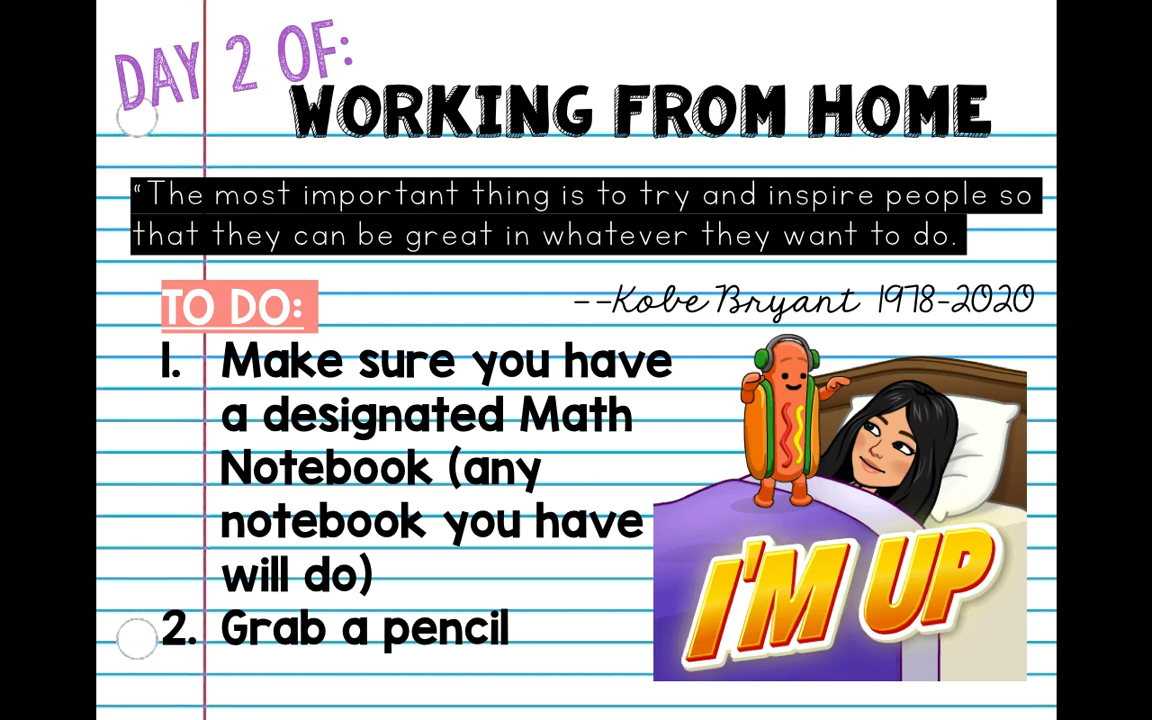 DAY 2 OF:
WORKING FROM HOME
“The most important thing is to try and inspire people so
that they can be great in whatever they want to do.
--Kobe Bryant 1978-2020
TO DO:
1. Make sure you have
a designated Math
Notebook (any
notebook you have
will do)
2. Grab a pencil
I'M UP